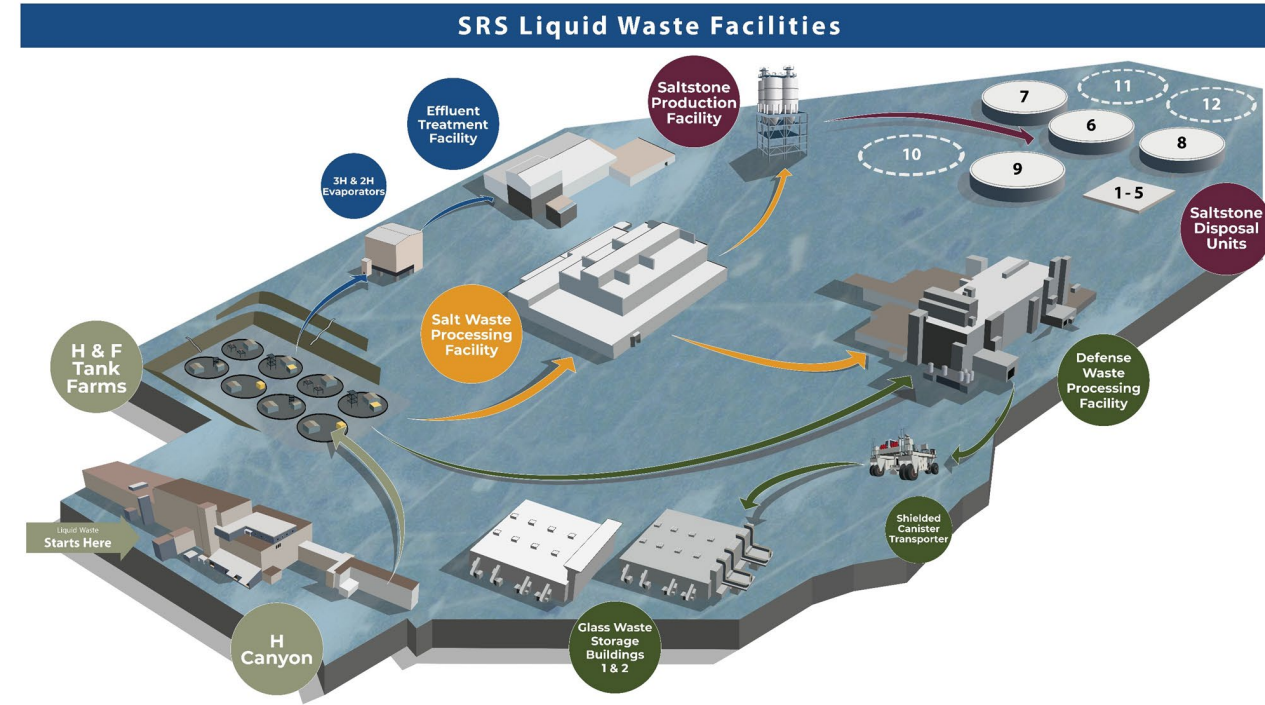 SRS Liquid Waste Facilities
Effluent
Treatment
Facility
Saltstone
Production
Facility
7
11
12
6
8
10
9
1 - 5
3H & 2H
Evaporators
Saltstone
Disposal
Units
Salt Waste
Processing
Facility
H & F
Tank
Farms
Defense
Waste
Processing
Facility
Liquid Waste
Starts Here
Shielded
Canister
Transporter
H
Canyon
Glass Waste
Storage
Buildings
1 & 2